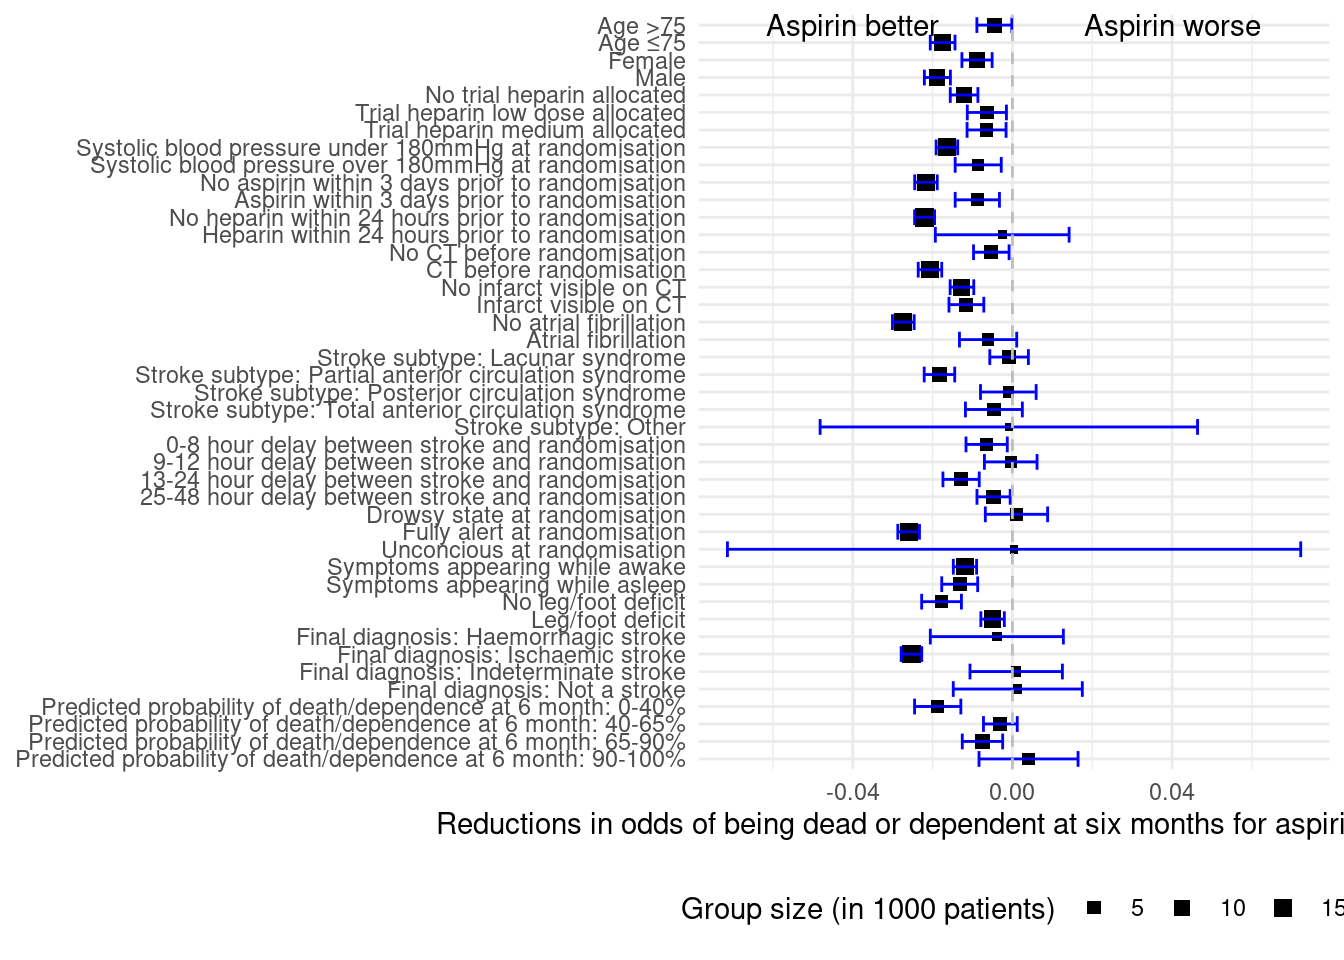 Aspirin better
Aspirin worse
Age >75
Age ≤75
Female
Male
No trial heparin allocated
Trial heparin low dose allocated
Trial heparin medium allocated
Systolic blood pressure under 180mmHg at randomisation
Systolic blood pressure over 180mmHg at randomisation
No aspirin within 3 days prior to randomisation
Aspirin within 3 days prior to randomisation
No heparin within 24 hours prior to randomisation
Heparin within 24 hours prior to randomisation
No CT before randomisation
CT before randomisation
No infarct visible on CT
Infarct visible on CT
No atrial fibrillation
Atrial fibrillation
Stroke subtype: Lacunar syndrome
Stroke subtype: Partial anterior circulation syndrome
Stroke subtype: Posterior circulation syndrome
Stroke subtype: Total anterior circulation syndrome
Stroke subtype: Other
0-8 hour delay between stroke and randomisation
9-12 hour delay between stroke and randomisation
13-24 hour delay between stroke and randomisation
25-48 hour delay between stroke and randomisation
Drowsy state at randomisation
Fully alert at randomisation
Unconcious at randomisation
Symptoms appearing while awake
Symptoms appearing while asleep
No leg/foot deficit
Leg/foot deficit
Final diagnosis: Haemorrhagic stroke
Final diagnosis: Ischaemic stroke
Final diagnosis: Indeterminate stroke
Final diagnosis: Not a stroke
Predicted probability of death/dependence at 6 month: 0-40%
Predicted probability of death/dependence at 6 month: 40-65%
Predicted probability of death/dependence at 6 month: 65-90%
Predicted probability of death/dependence at 6 month: 90-100%
-0.04 0.00 0.04
Reductions in odds of being dead or dependent at six months for aspiri
Group size (in 1000 patients) 5 10 15